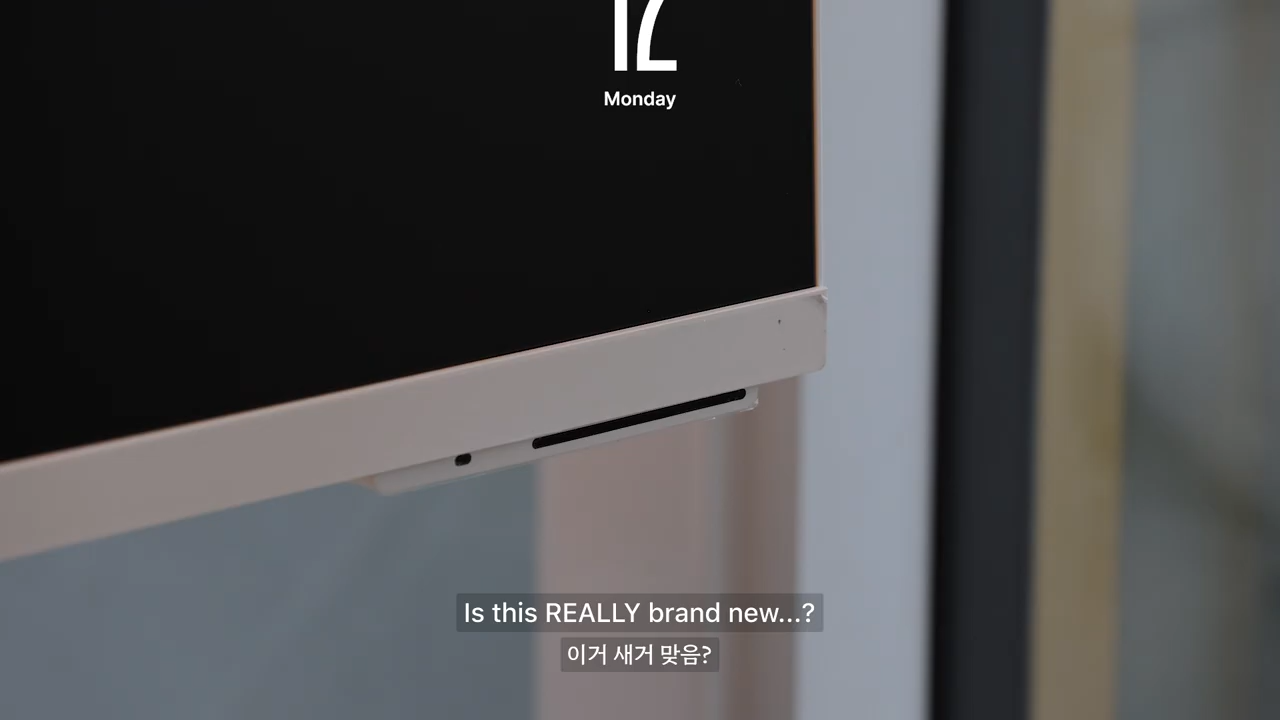 12
Monday
Is this REALLY brand new...?
이거 새거 맞음?